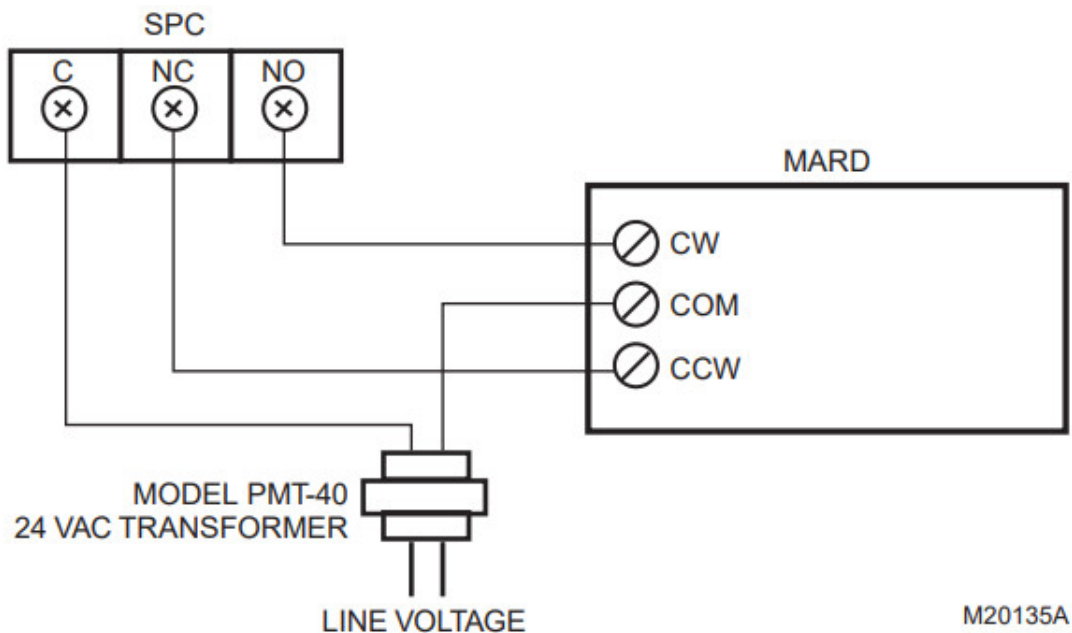 SPC
C NC NO
MARD
CW
COM
CCW
MODEL PMT-40
24 VAC TRANSFORMER
LINE VOLTAGE
M20135A